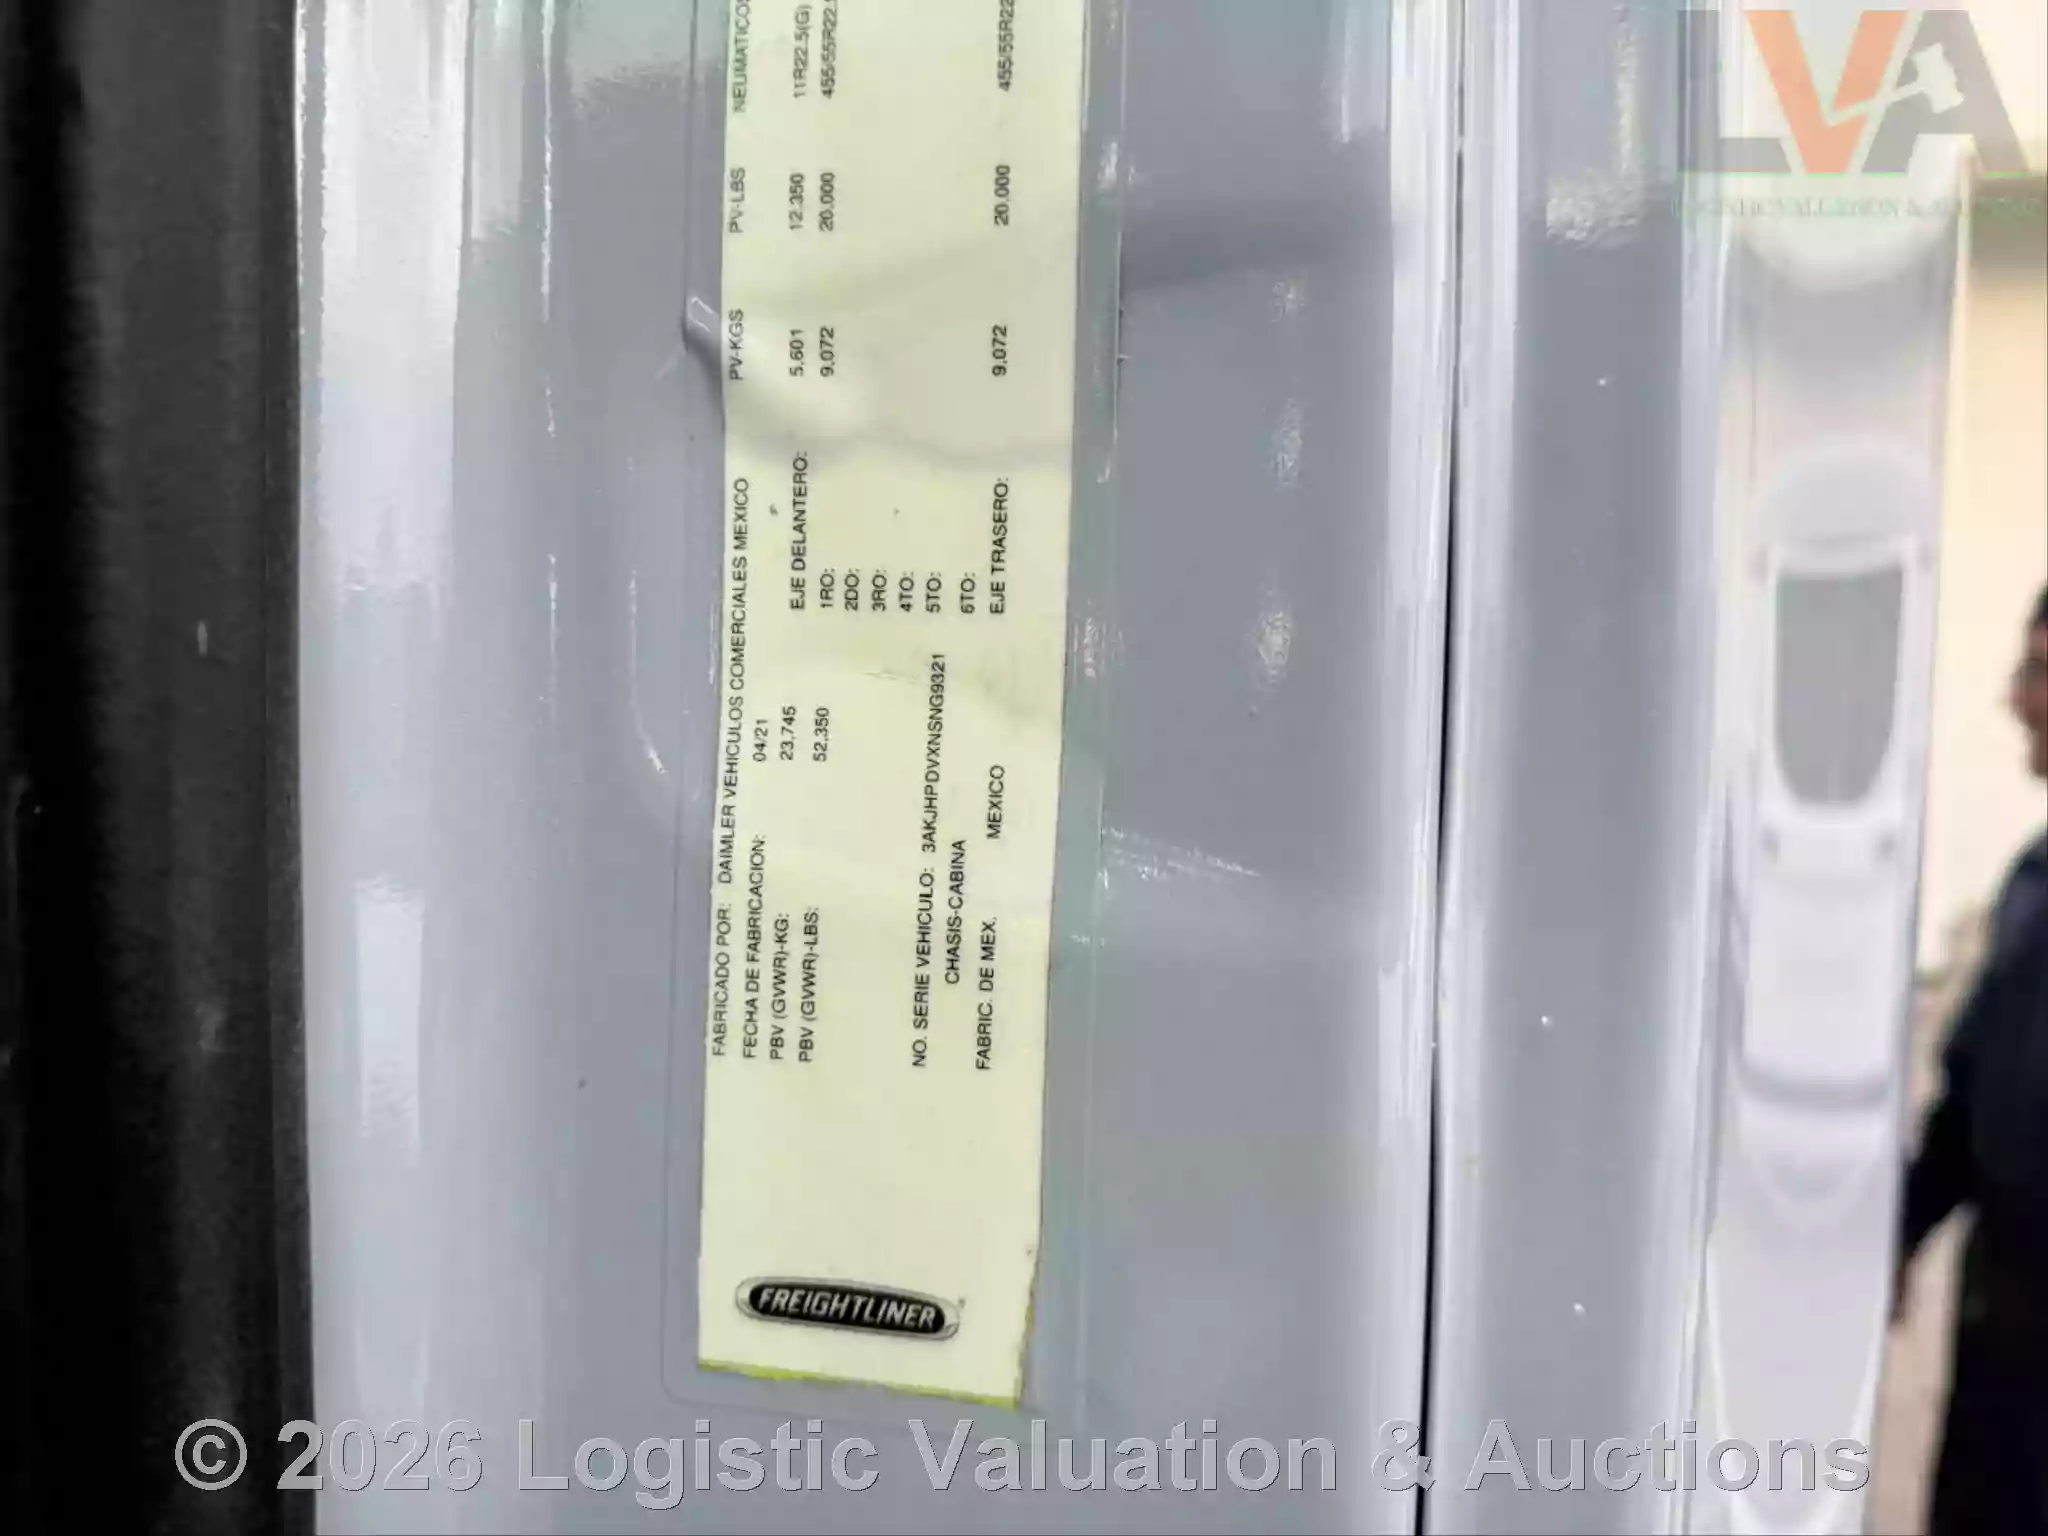 FABRICADO POR: DAIMLER VEHICULOS COMERCIALES MEXICO PV-KGS PV-LBS
FECHA DE FABRICACION: 04/21
PBV (GVWR)-KG: 23,745 EJE DELANTERO: 5,601 12.350 11R22.5(G)
PBV (GVWR)-LBS: 52,350 1RO: 9,072 20.000
2DO:
3RO:
4TO:
NO. SERIE VEHICULO: 3AKJHPDVXNSNG9321 5TO:
CHASIS-CABINA 6TO:
FABRIC. DE MEX. MEXICO EJE TRASERO: 9,072 20.000
FREIGHTLINER
LVA
© 2026 Logistic Valuation & Auctions